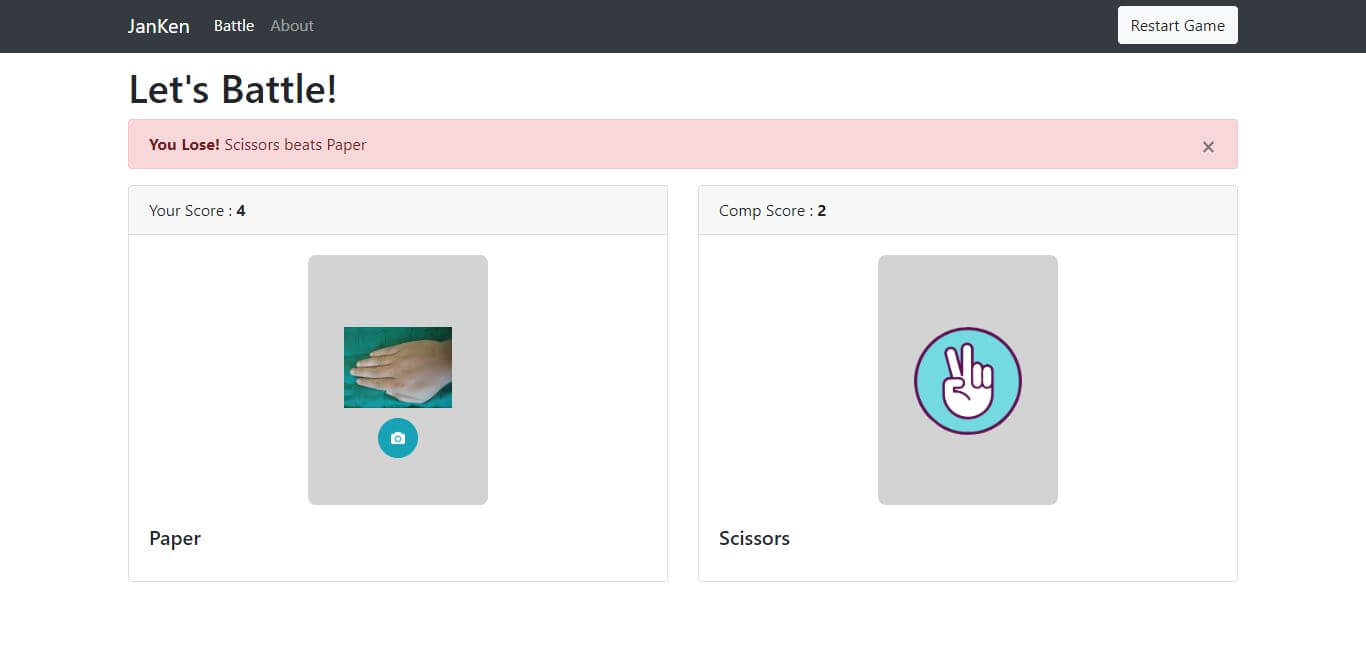 JanKen Battle About Restart Game
Let's Battle!
You Lose! Scissors beats Paper ×
Your Score : 4
Comp Score : 2
Paper
Scissors